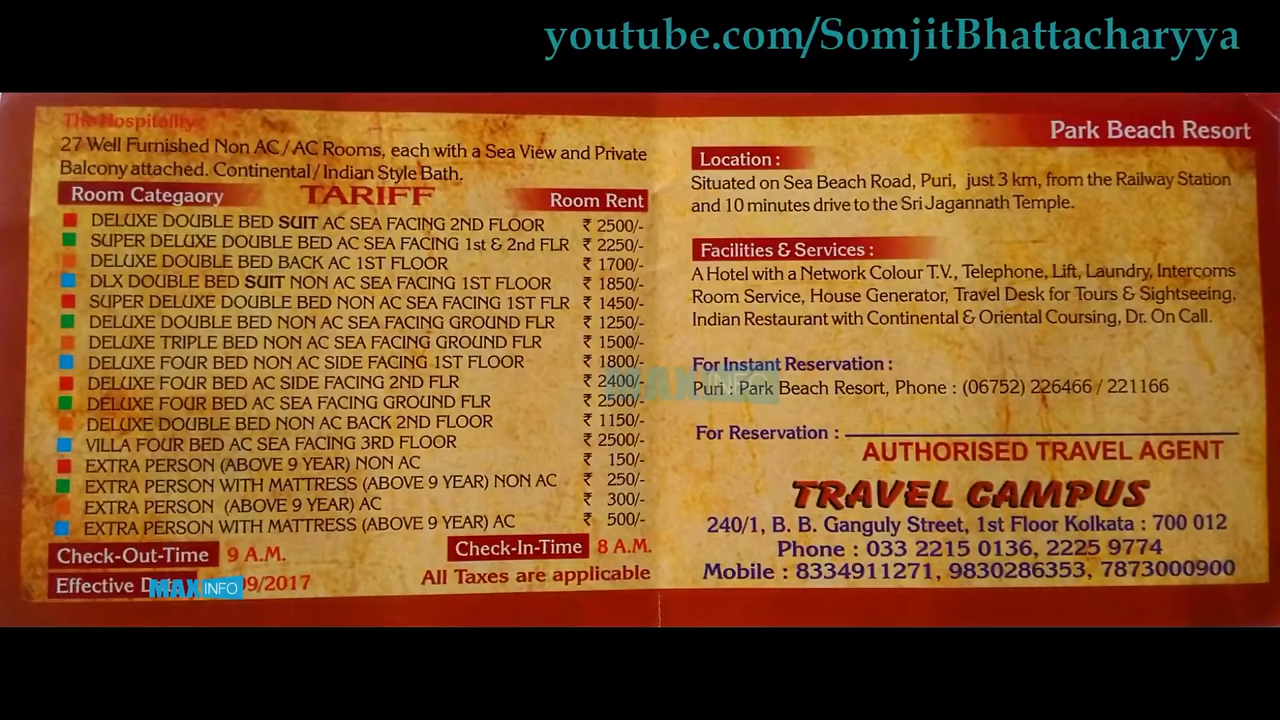 youtube.com/SomjitBhattacharyya
The Hospitality:
27 Well Furnished Non AC / AC Rooms, each with a Sea View and Private
Balcony attached. Continental / Indian Style Bath.
Room Categaory TARIFF Room Rent
DELUXE DOUBLE BED SUIT AC SEA FACING 2ND FLOOR ₹ 2500/-
SUPER DELUXE DOUBLE BED AC SEA FACING 1st & 2nd FLR ₹ 2250/-
DELUXE DOUBLE BED BACK AC 1ST FLOOR ₹ 1700/-
DLX DOUBLE BED SUIT NON AC SEA FACING 1ST FLOOR ₹ 1850/-
SUPER DELUXE DOUBLE BED NON AC SEA FACING 1ST FLR ₹ 1450/-
DELUXE DOUBLE BED NON AC SEA FACING GROUND FLR ₹ 1250/-
DELUXE TRIPLE BED NON AC SEA FACING GROUND FLR ₹ 1500/-
DELUXE FOUR BED NON AC SIDE FACING 1ST FLOOR ₹ 1800/-
DELUXE FOUR BED AC SIDE FACING 2ND FLR ₹ 2400/-
DELUXE FOUR BED AC SEA FACING GROUND FLR ₹ 2500/-
DELUXE DOUBLE BED NON AC BACK 2ND FLOOR ₹ 1150/-
VILLA FOUR BED AC SEA FACING 3RD FLOOR ₹ 2500/-
EXTRA PERSON (ABOVE 9 YEAR) NON AC ₹ 150/-
EXTRA PERSON WITH MATTRESS (ABOVE 9 YEAR) NON AC ₹ 250/-
EXTRA PERSON (ABOVE 9 YEAR) AC ₹ 300/-
EXTRA PERSON WITH MATTRESS (ABOVE 9 YEAR) AC ₹ 500/-
Check-Out-Time 9 A.M. Check-In-Time 8 A.M.
Effective 9/2017 All Taxes are applicable
MAX INFO
Park Beach Resort
Location :
Situated on Sea Beach Road, Puri, just 3 km, from the Railway Station
and 10 minutes drive to the Sri Jagannath Temple.
Facilities & Services :
A Hotel with a Network Colour T.V., Telephone, Lift, Laundry, Intercoms
Room Service, House Generator, Travel Desk for Tours & Sightseeing,
Indian Restaurant with Continental & Oriental Coursing, Dr. On Call.
For Instant Reservation :
MAX INFO
Puri : Park Beach Resort, Phone : (06752) 226466 / 221166
For Reservation :
AUTHORISED TRAVEL AGENT
TRAVEL CAMPUS
240/1, B. B. Ganguly Street, 1st Floor Kolkata : 700 012
Phone : 033 2215 0136, 2225 9774
Mobile : 8334911271, 9830286353, 7873000900